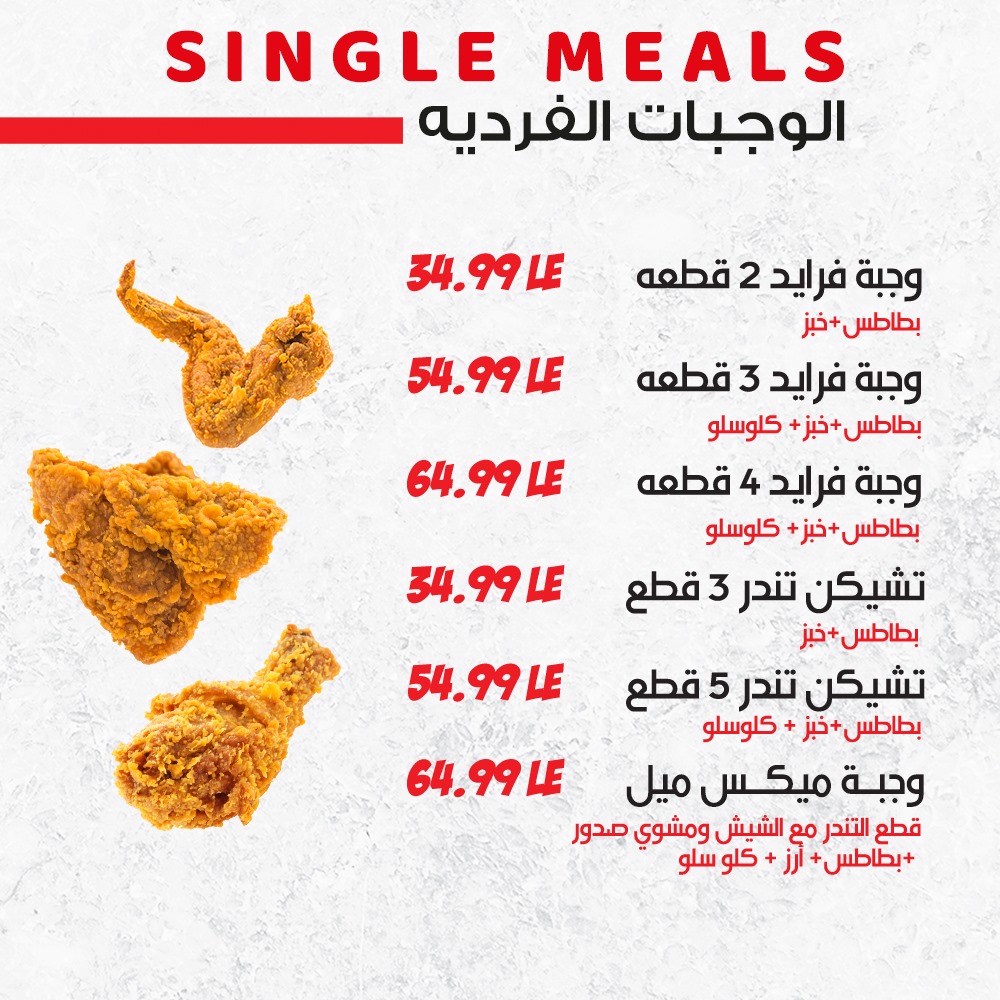 SINGLE MEALS
الوجبات الفرديه
وجبة فرايد 2 قطعه 34.99 LE
بطاطس+خبز
وجبة فرايد 3 قطعه 54.99 LE
بطاطس+خبز+ كلوسلو
وجبة فرايد 4 قطعه 64.99 LE
بطاطس+خبز+ كلوسلو
تشيكن تندر 3 قطع 34.99 LE
بطاطس+خبز
تشيكن تندر 5 قطع 54.99 LE
بطاطس+خبز + كلوسلو
وجبـة ميكــس ميل 64.99 LE
قطع التندر مع الشيش ومشوي صدور
+بطاطس+ أرز + كلو سلو